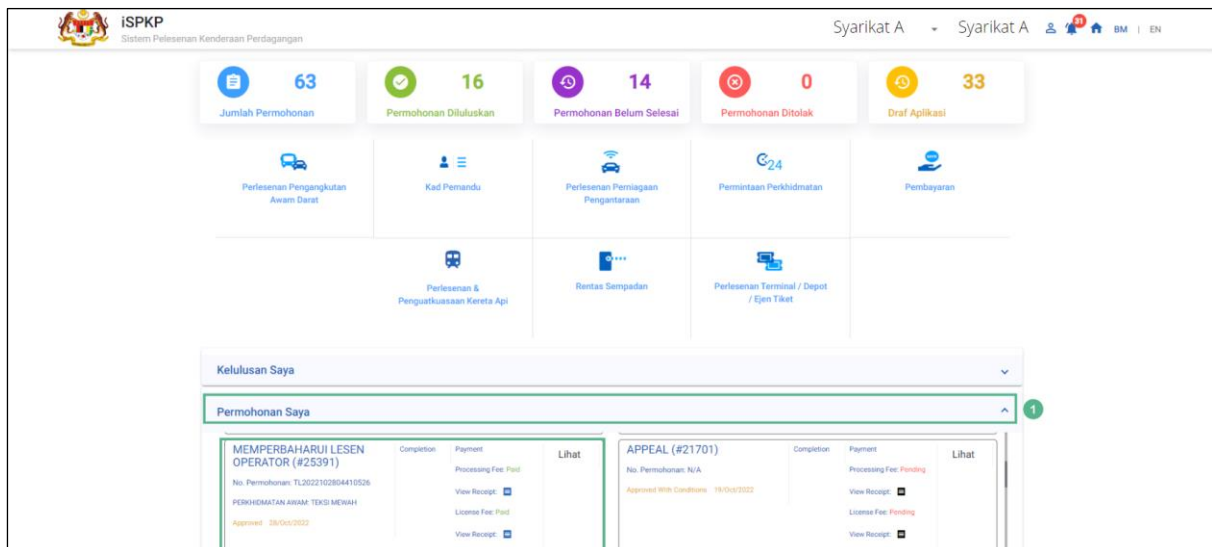 iSPKP
Sistem Pelesenan Kenderaan Perdagangan
Syarikat A
Syarikat A
31
BM | EN
63
Jumlah Permohonan
16
Permohonan Diluluskan
14
Permohonan Belum Selesai
0
Permohonan Ditolak
33
Draf Aplikasi
Perlesenan Pengangkutan
Awam Darat
Kad Pemandu
Perlesenan Perniagaan
Pengantaraan
24
Permintaan Perkhidmatan
Pembayaran
Perlesenan &
Penguatkuasaan Kereta Api
Rentas Sempadan
Perlesenan Terminal / Depot
/ Ejen Tiket
Kelulusan Saya
Permohonan Saya
1
MEMPERBAHARUI LESEN
OPERATOR (#25391)
No. Permohonan: TL2022102804410526
PERKHIDMATAN AWAM: TEKSI MEWAH
Approved 28/Oct/2022
Completion
Payment
Processing Fee: Paid
View Receipt:
License Fee: Paid
View Receipt:
Lihat
APPEAL (#21701)
No. Permohonan: N/A
Approved With Conditions 19/Oct/2022
Completion
Payment
Processing Fee: Pending
View Receipt:
License Fee: Pending
View Receipt:
Lihat